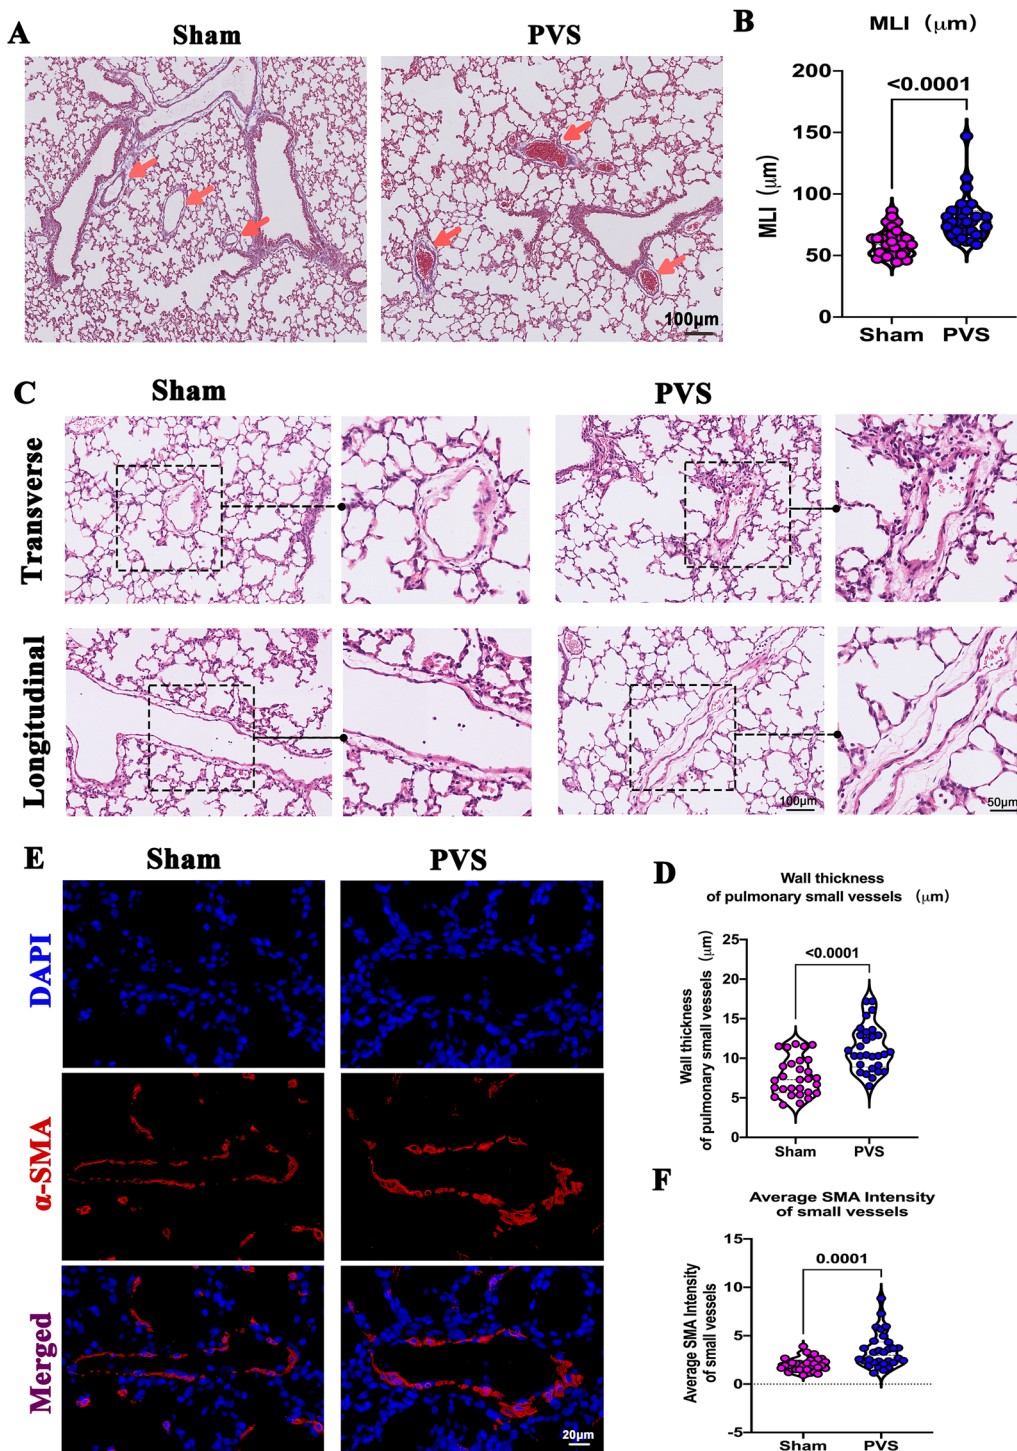 A
Sham
PVS
100μm
B
MLI (μm)
MLI (μm)
200
150
100
50
0
<0.0001
Sham
PVS
C
Sham
PVS
Transverse
Longitudinal
100μm
50μm
E
Sham
PVS
DAPI
α-SMA
Merged
20μm
D
Wall thickness
of pulmonary small vessels (μm)
Wall thickness
of pulmonary small vessels (μm)
25
20
15
10
5
0
<0.0001
Sham
PVS
F
Average SMA Intensity
of small vessels
Average SMA Intensity
of small vessels
15
10
5
0
-5
0.0001
Sham
PVS